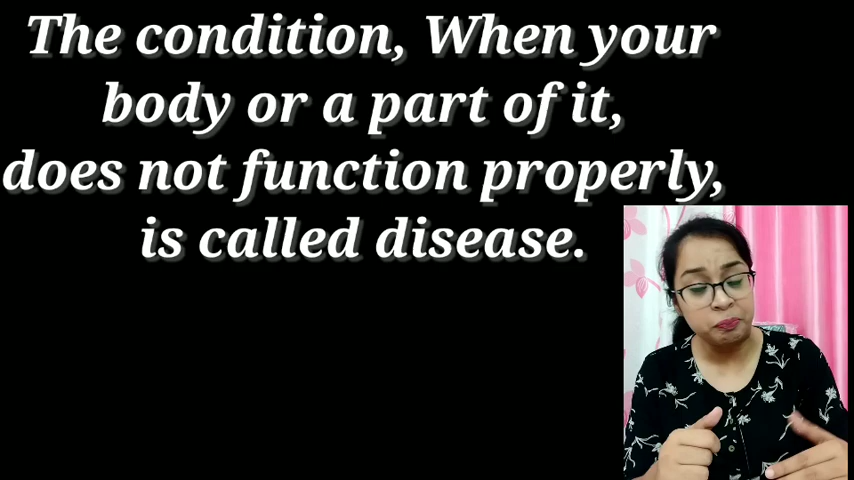 The condition, When your
body or a part of it,
does not function properly,
is called disease.